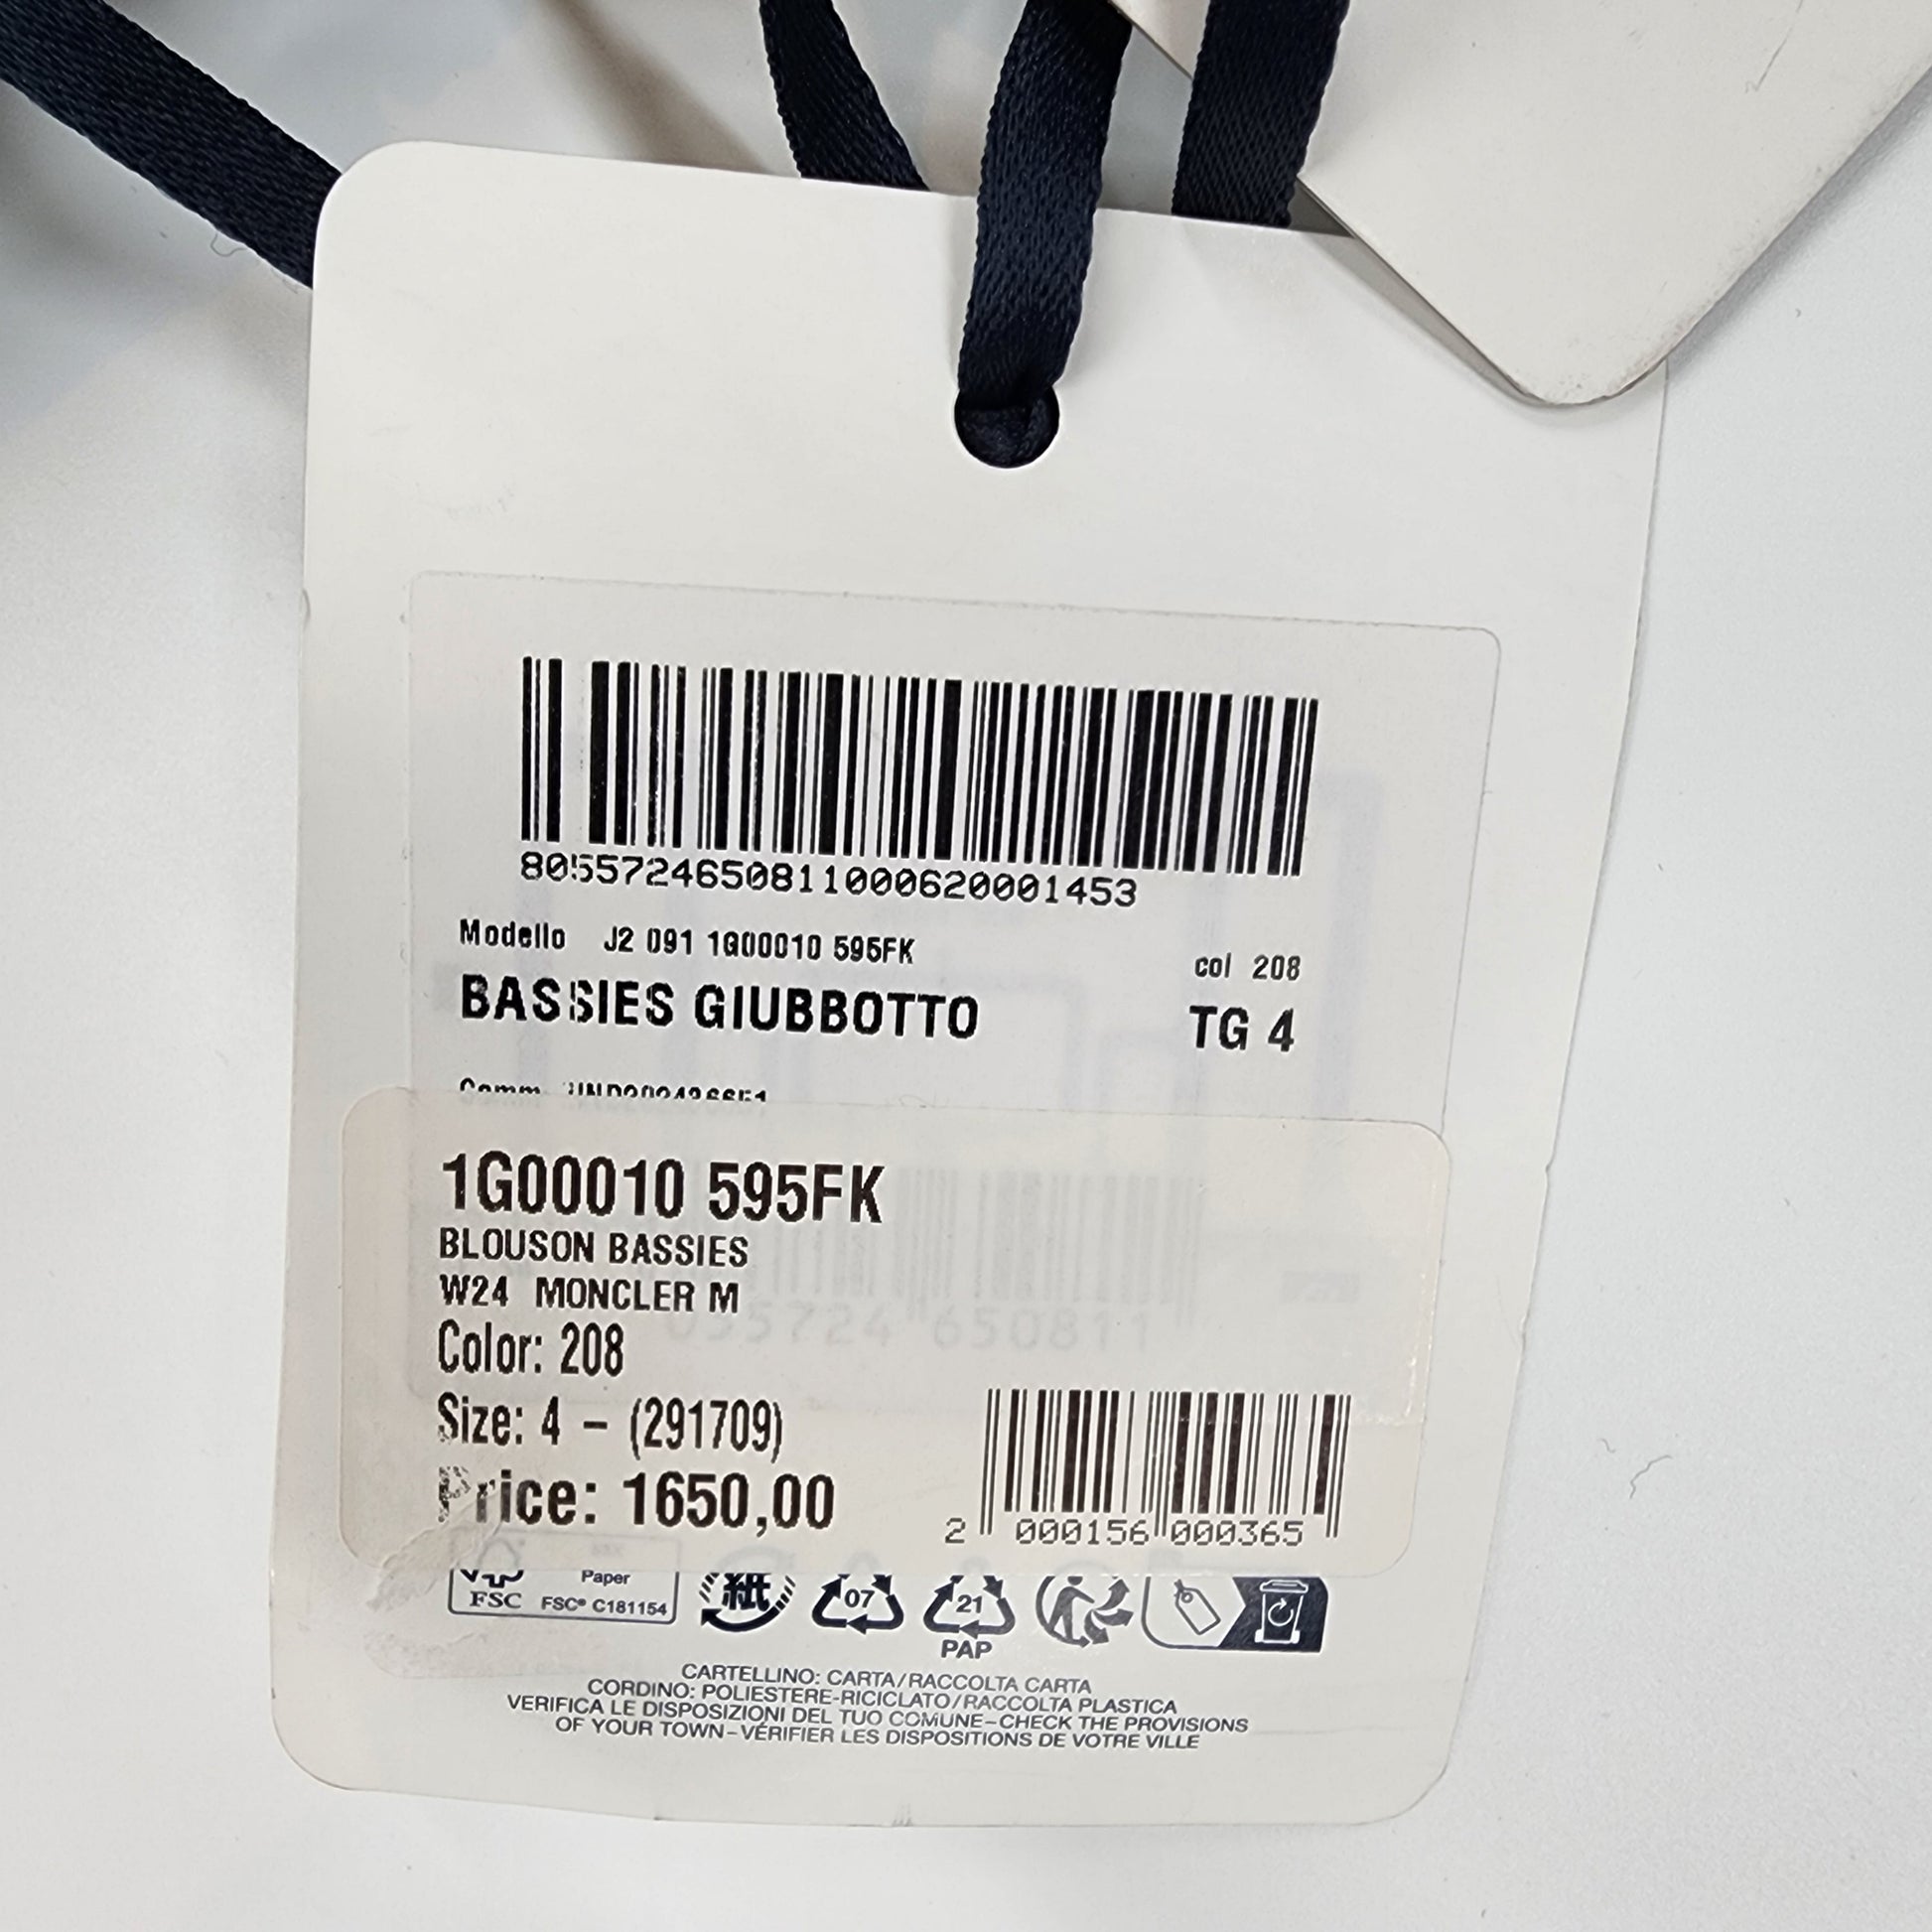 8055724650811000620001453
Modello J2 091 1G00010 595FK
col 208
BASSIES GIUBBOTTO
TG 4
Comm.
1G00010 595FK
BLOUSON BASSIES
W24 MONCLER M
Color: 208
Size: 4 - (291709)
Price: 1650,00
2 000156 000365
Paper
FSC
FSC® C181154
紙
07
21
PAP
CARTELLINO: CARTA/RACCOLTA CARTA
CORDINO: POLIESTERE-RICICLATO/RACCOLTA PLASTICA
VERIFICA LE DISPOSIZIONI DEL TUO COMUNE-CHECK THE PROVISIONS
OF YOUR TOWN-VÉRIFIER LES DISPOSITIONS DE VOTRE VILLE